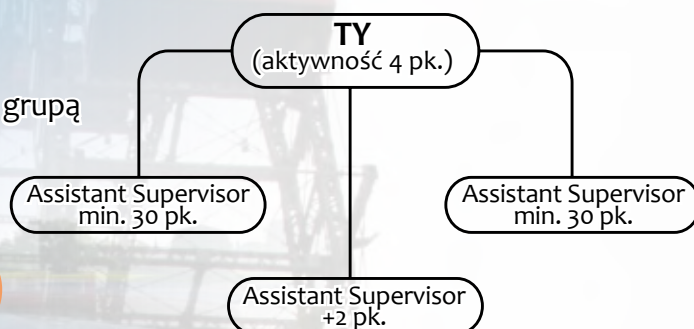 TY
(aktywność 4 pk.)
grupą
Assistant Supervisor
min. 30 pk.
Assistant Supervisor
min. 30 pk.
Assistant Supervisor
+2 pk.